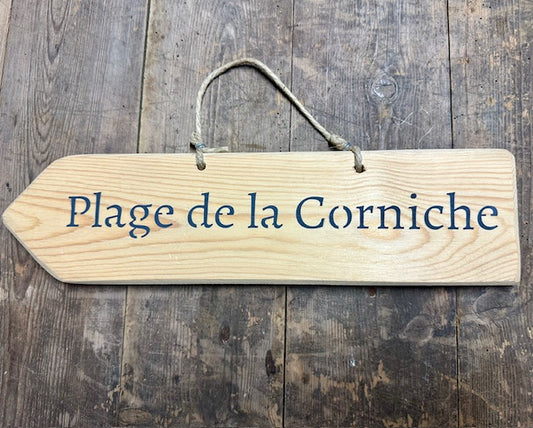 Plage de la Corniche